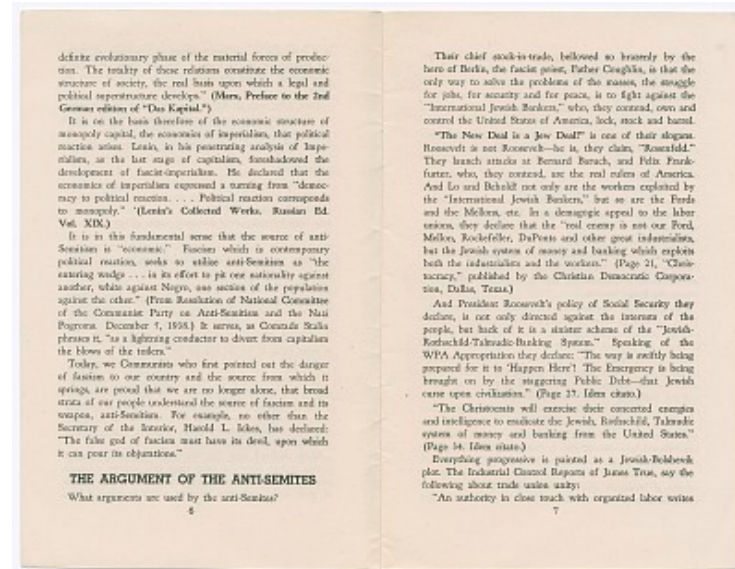 definite evolutionary phase of the material forces of produc-
tion. The totality of these relations constitute the economic
structure of society, the real basis upon which a legal and
political superstructure develops." (Marx, Preface to the 2nd
German edition of "Das Kapital.")
It is on the basis therefore of the economic structure of
monopoly capital, the economics of imperialism, that political
reaction arises. Lenin, in his penetrating analysis of Impe-
rialism, as the last stage of capitalism, foreshadowed the
development of fascist-imperialism. He declared that the
economics of imperialism expressed a turning from "democ-
racy to political reaction. . . . Political reaction corresponds
to monopoly." (Lenin's Collected Works. Russian Ed.
Vol. XIX.)
It is in this fundamental sense that the source of anti-
Semitism is "economic." Fascism which is contemporary
political reaction, seeks to utilize anti-Semitism as "the
entering wedge . . . in its effort to pit one nationality against
another, white against Negro, one section of the population
against the other." (From Resolution of National Committee
of the Communist Party on Anti-Semitism and the Nazi
Pogroms. December 5, 1938.) It serves, as Comrade Stalin
phrases it, "as a lightning conductor to divert from capitalism
the blows of the toilers."
Today, we Communists who first pointed out the danger
of fascism to our country and the source from which it
springs, are proud that we are no longer alone, that broad
strata of our people understand the source of fascism and its
weapon, anti-Semitism. For example, no other than the
Secretary of the Interior, Harold L. Ickes, has declared:
"The false god of fascism must have its devil, upon which
it can pour its objurations."
THE ARGUMENT OF THE ANTI-SEMITES
What arguments are used by the anti-Semites?
6
Their chief stock-in-trade, bellowed so brazenly by the
hero of Berlin, the fascist priest, Father Coughlin, is that the
only way to solve the problems of the masses, the struggle
for jobs, for security and for peace, is to fight against the
"International Jewish Bankers," who, they contend, own and
control the United States of America, lock, stock and barrel.
"The New Deal is a Jew Deal!" is one of their slogans.
Roosevelt is not Roosevelt—he is, they claim, "Rosenfeld."
They launch attacks at Bernard Baruch, and Felix Frank-
furter, who, they contend, are the real rulers of America.
And Lo and Behold! not only are the workers exploited by
the "International Jewish Bankers," but so are the Fords
and the Mellons, etc. In a demagogic appeal to the labor
unions, they declare that the "real enemy is not our Ford,
Mellon, Rockefeller, DuPonts and other great industrialists,
but the Jewish system of money and banking which exploits
both the industrialists and the workers." (Page 21, "Chris-
tocracy," published by the Christian Democratic Corpora-
tion, Dallas, Texas.)
And President Roosevelt's policy of Social Security they
declare, is not only directed against the interests of the
people, but back of it is a sinister scheme of the "Jewish-
Rothschild-Talmudic-Banking System." Speaking of the
WPA Appropriation they declare: "The way is swiftly being
prepared for it to 'Happen Here'! The Emergency is being
brought on by the staggering Public Debt—that Jewish
curse upon civilization." (Page 27. Idem citato.)
"The Christocrats will exercise their concerted energies
and intelligence to eradicate the Jewish, Rothschild, Talmudic
system of money and banking from the United States."
(Page 14. Idem citato.)
Everything progressive is painted as a Jewish-Bolshevik
plot. The Industrial Control Reports of James True, say the
following about trade union unity:
"An authority in close touch with organized labor writes
7